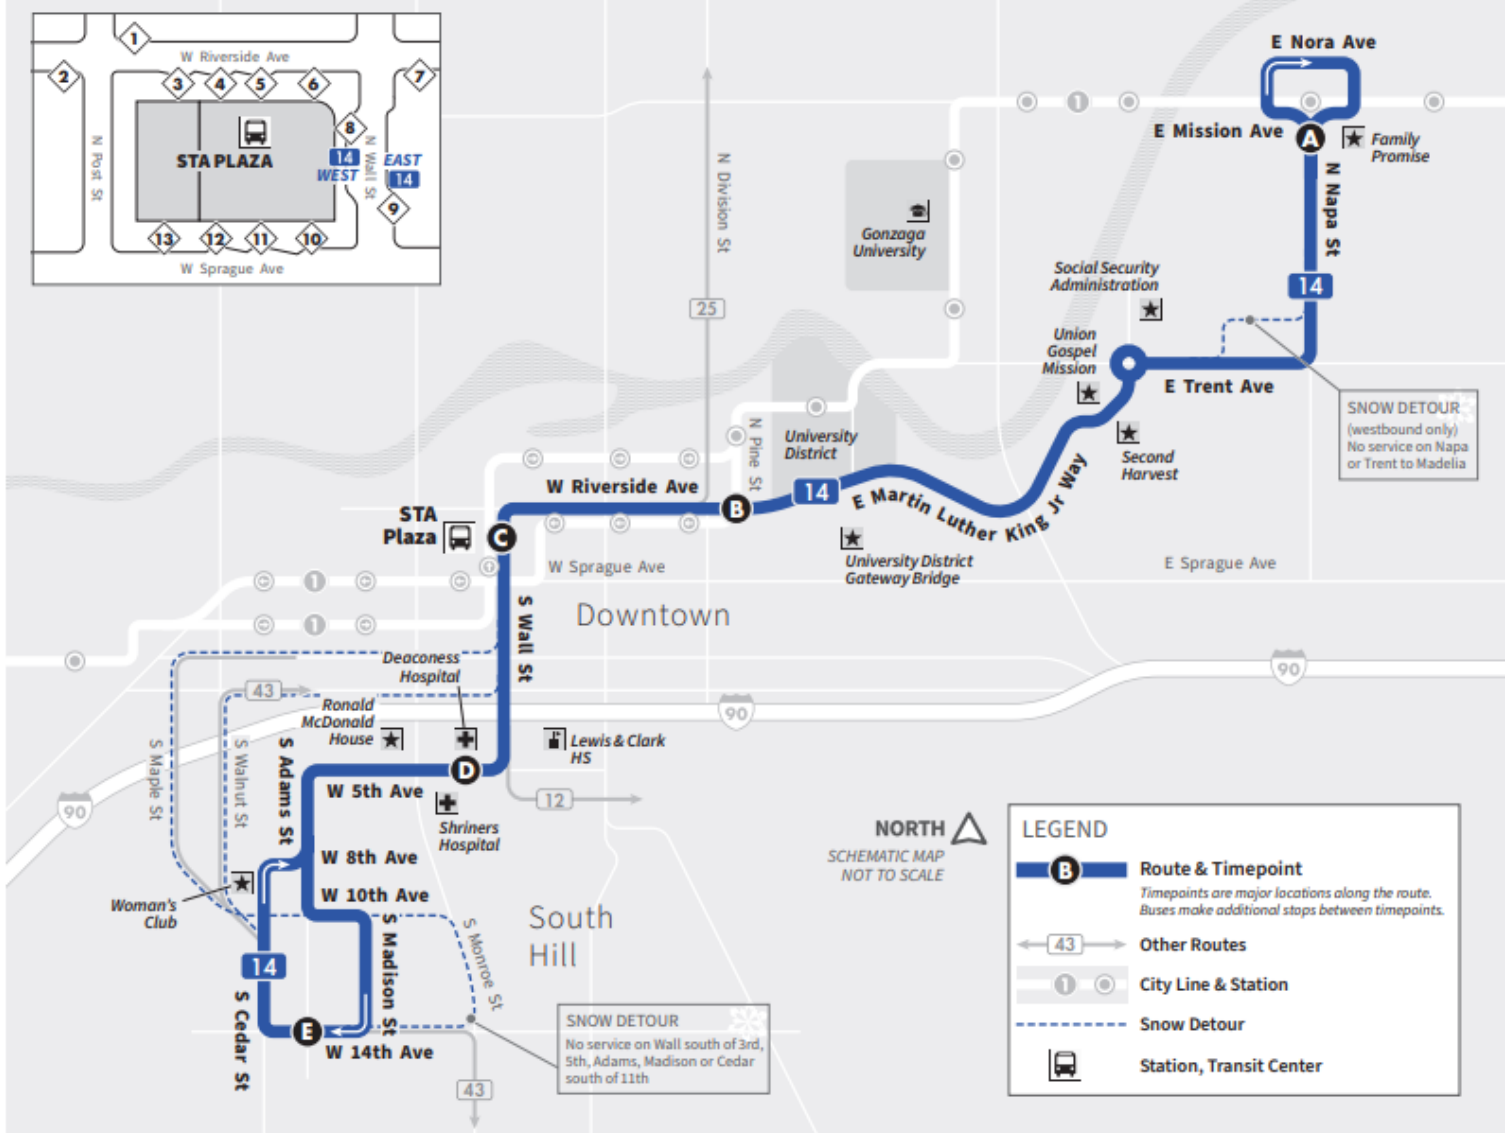 1
W Riverside Ave
2
3
4
5
6
7
8
N Post St
STA PLAZA
14
WEST
N Wall St
EAST
14
9
13
12
11
10
W Sprague Ave
E Nora Ave
1
E Mission Ave
A
Family
Promise
N Napa St
N Division St
Gonzaga
University
Social Security
Administration
14
25
Union
Gospel
Mission
E Trent Ave
SNOW DETOUR
(westbound only)
No service on Napa
or Trent to Madelia
N Pine St
University
District
Second
Harvest
W Riverside Ave
B
14
E Martin Luther King Jr Way
STA
Plaza
C
University District
Gateway Bridge
W Sprague Ave
E Sprague Ave
1
1
Downtown
S Wall St
Deaconess
Hospital
90
43
Ronald
McDonald
House
90
Lewis & Clark
HS
S Maple St
S Walnut St
S Adams St
D
W 5th Ave
12
90
Shriners
Hospital
NORTH
SCHEMATIC MAP
NOT TO SCALE
W 8th Ave
W 10th Ave
Woman's
Club
South
Hill
S Monroe St
S Madison St
14
S Cedar St
E
W 14th Ave
43
SNOW DETOUR
No service on Wall south of 3rd,
5th, Adams, Madison or Cedar
south of 11th
LEGEND
B
Route & Timepoint
Timepoints are major locations along the route.
Buses make additional stops between timepoints.
43
Other Routes
1
City Line & Station
Snow Detour
Station, Transit Center